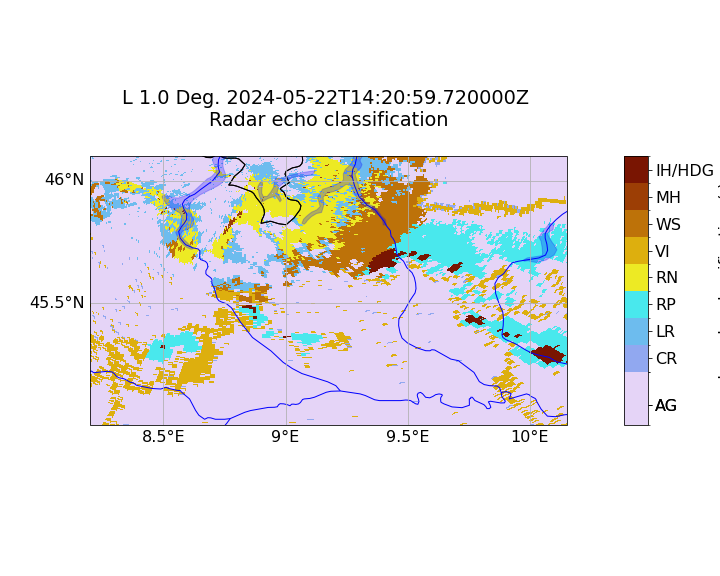 L 1.0 Deg. 2024-05-22T14:20:59.720000Z
Radar echo classification
46°N
45.5°N
8.5°E
9°E
9.5°E
10°E
IH/HDG
MH
WS
VI
RN
RP
LR
CR
AG